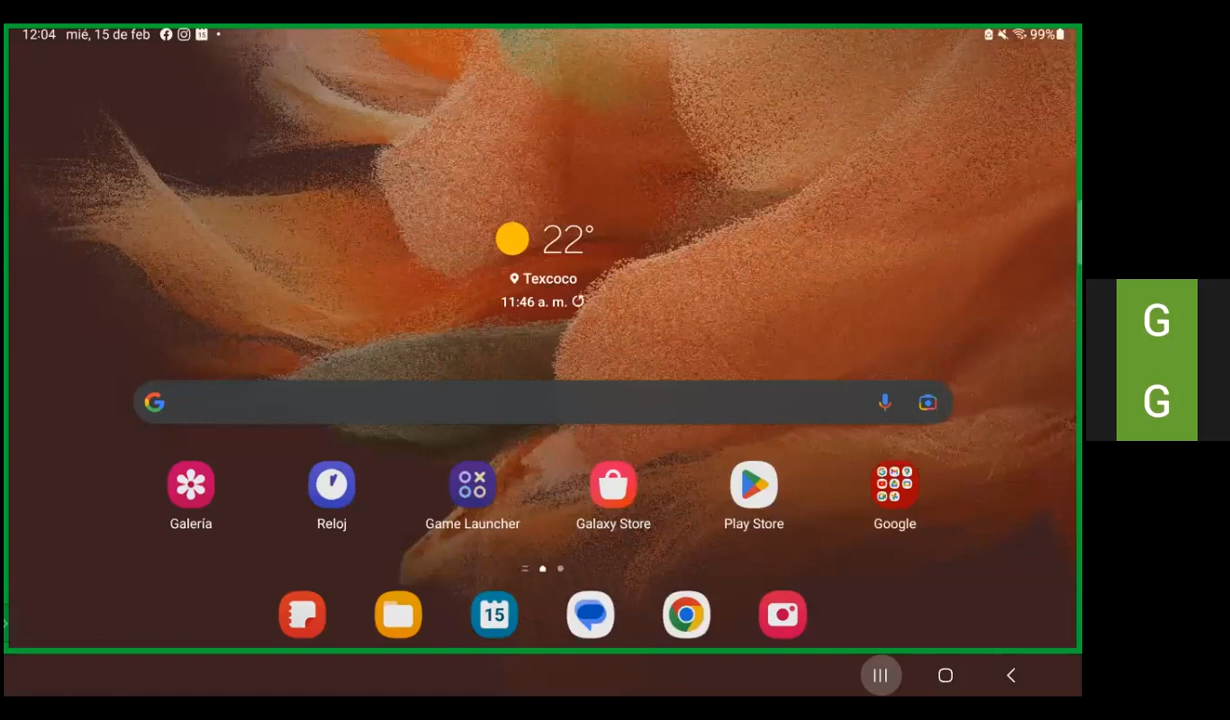 12:04 mié, 15 de feb
99%
22°
Texcoco
11:46 a. m.
G
G
Galería
Reloj
Game Launcher
Galaxy Store
Play Store
Google
15